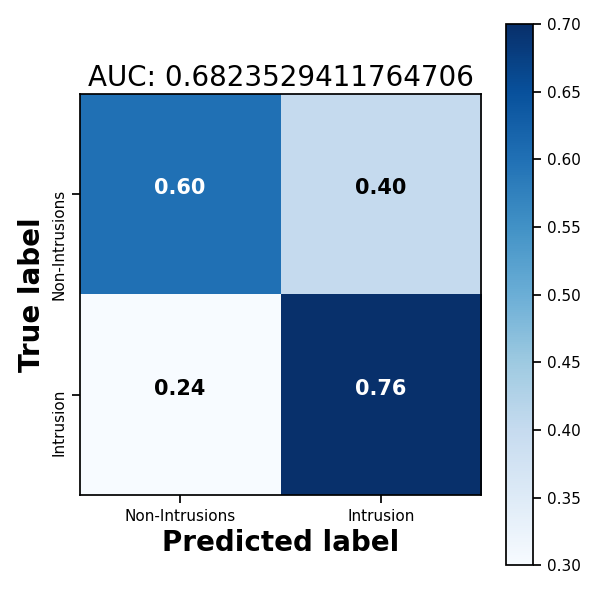 AUC: 0.6823529411764706
True label
Non-Intrusions
Intrusion
0.60 0.40
0.24 0.76
Non-Intrusions Intrusion
Predicted label
0.70
0.65
0.60
0.55
0.50
0.45
0.40
0.35
0.30